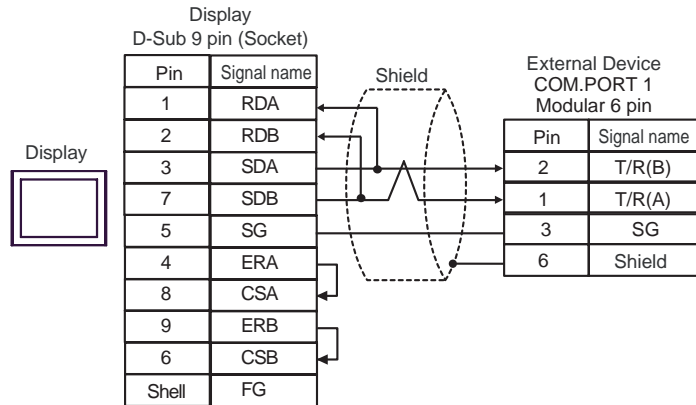 Display
D-Sub 9 pin (Socket)
Pin Signal name
1 RDA
2 RDB
3 SDA
7 SDB
5 SG
4 ERA
8 CSA
9 ERB
6 CSB
Shell FG
Display
Shield
External Device
COM.PORT 1
Modular 6 pin
Pin Signal name
2 T/R(B)
1 T/R(A)
3 SG
6 Shield